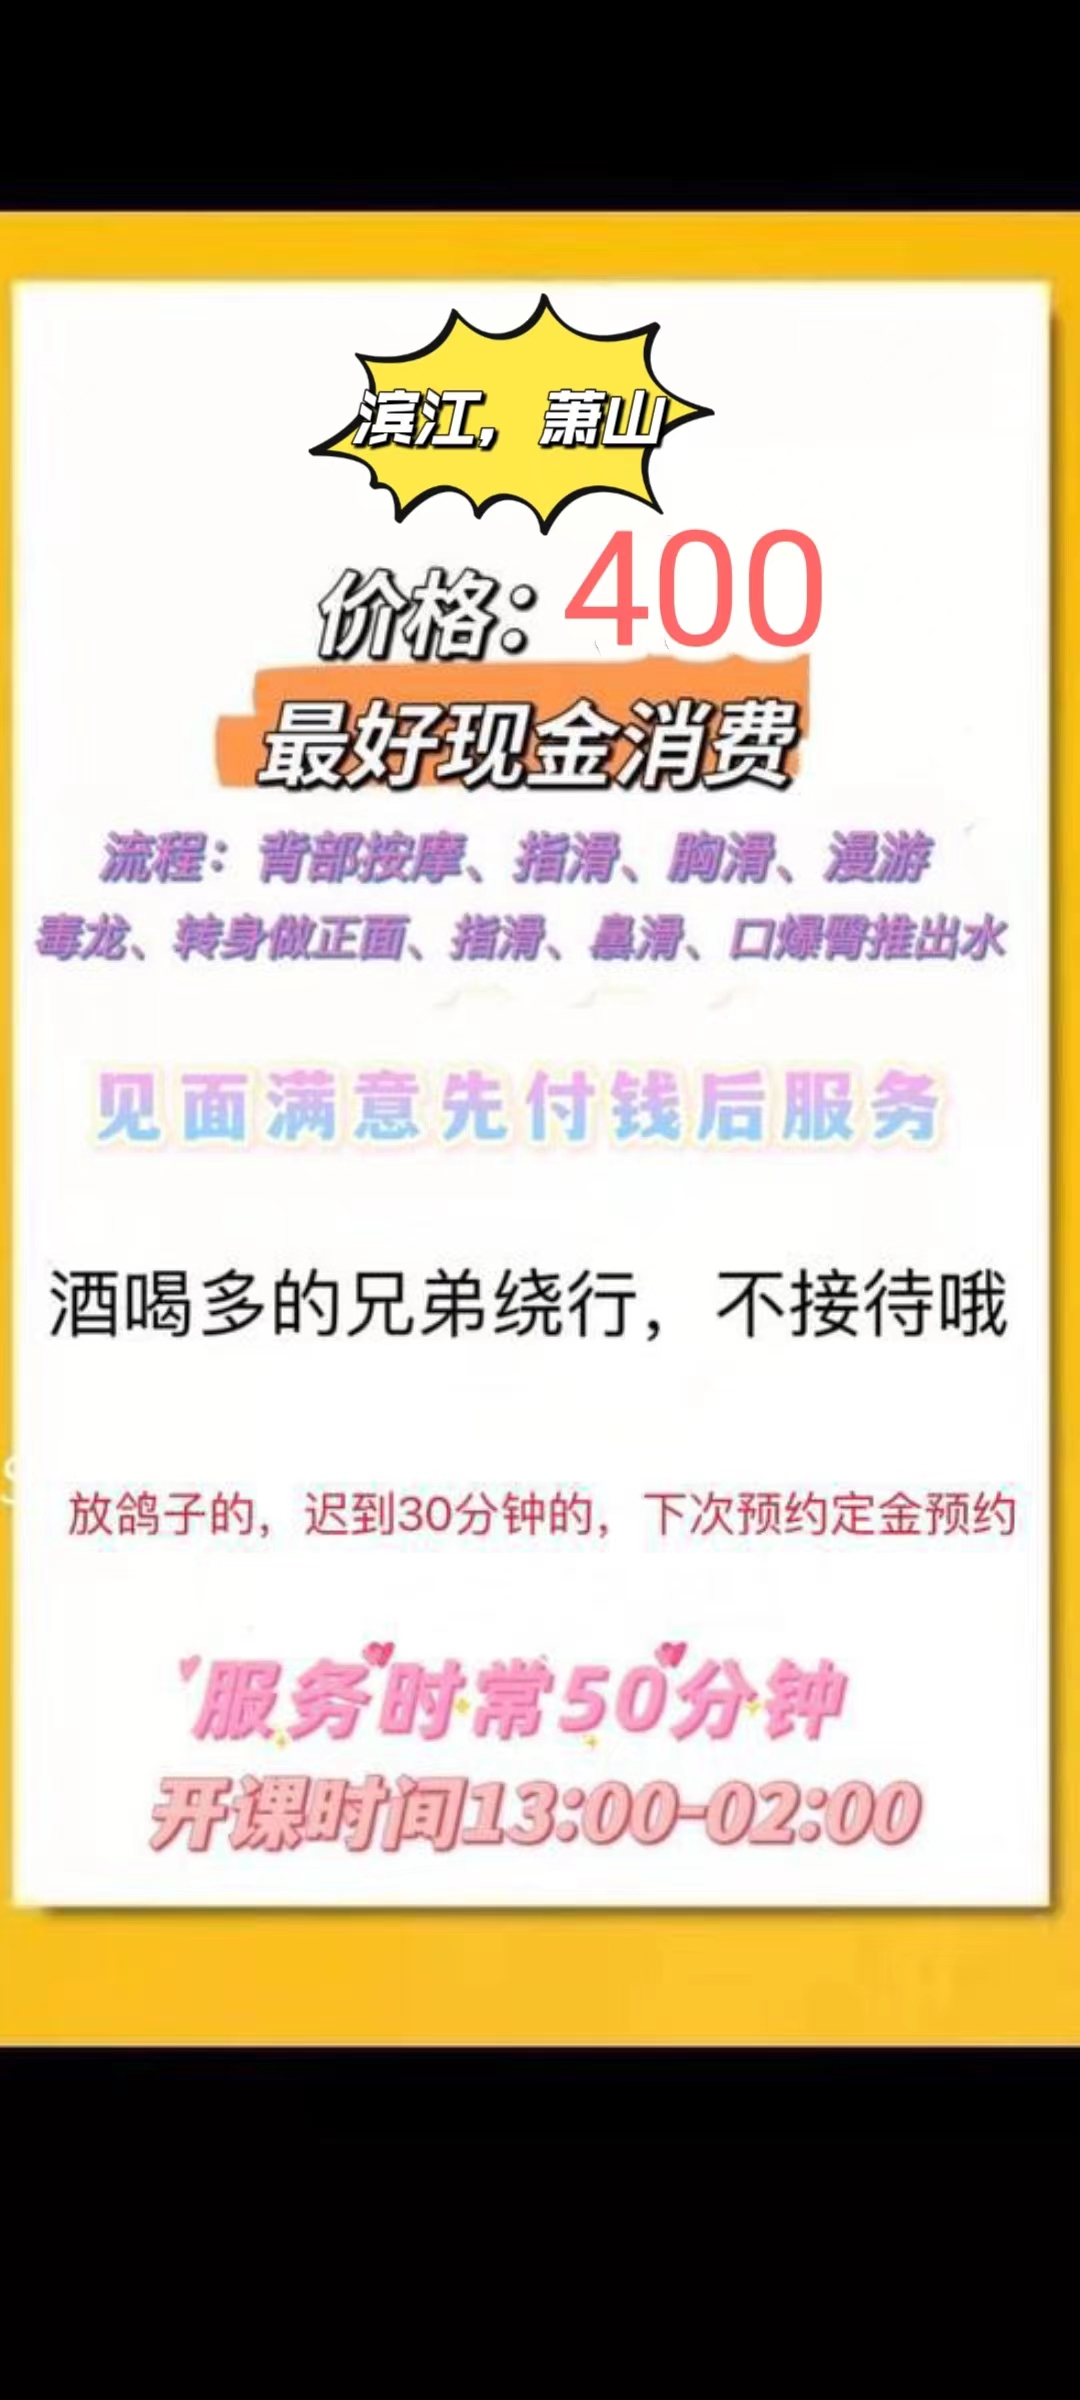 滨江，萧山
价格：400
最好现金消费
流程：背部按摩、指滑、胸滑、漫游
毒龙、转身做正面、指滑、臬滑、口爆臀推出水
见面满意先付钱后服务
酒喝多的兄弟绕行，不接待哦
放鸽子的，迟到30分钟的，下次预约定金预约
服务时常50分钟
开课时间13:00-02:00